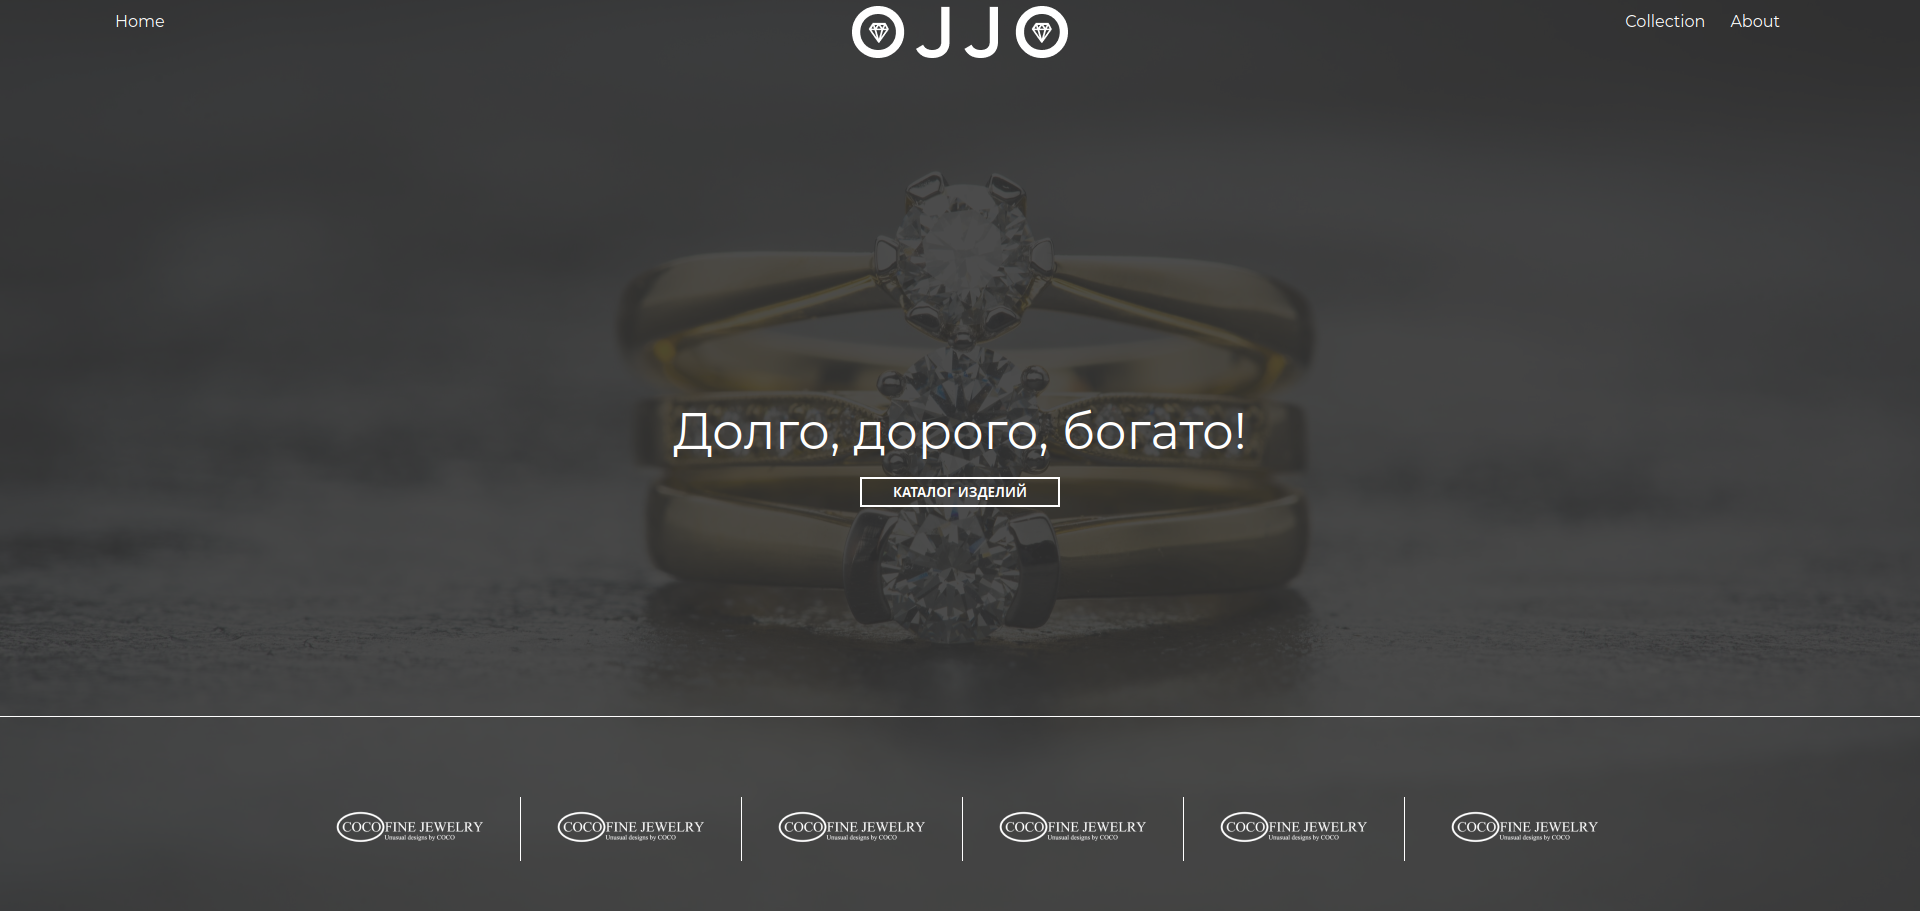 Home
OJJO
Collection
About
Долго, дорого, богато!
КАТАЛОГ ИЗДЕЛИЙ
COCO FINE JEWELRY
Unusual designs by COCO
COCO FINE JEWELRY
Unusual designs by COCO
COCO FINE JEWELRY
Unusual designs by COCO
COCO FINE JEWELRY
Unusual designs by COCO
COCO FINE JEWELRY
Unusual designs by COCO
COCO FINE JEWELRY
Unusual designs by COCO